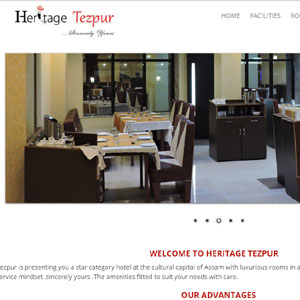 Heritage Tezpur
...Sincerely Yours
HOME FACILITIES RO
WELCOME TO HERITAGE TEZPUR
ezpur is presenting you a star category hotel at the cultural capital of Assam with luxurious rooms in a
ervice mindset .sincerely yours .The amenities fitted to suit your needs with care.
OUR ADVANTAGES